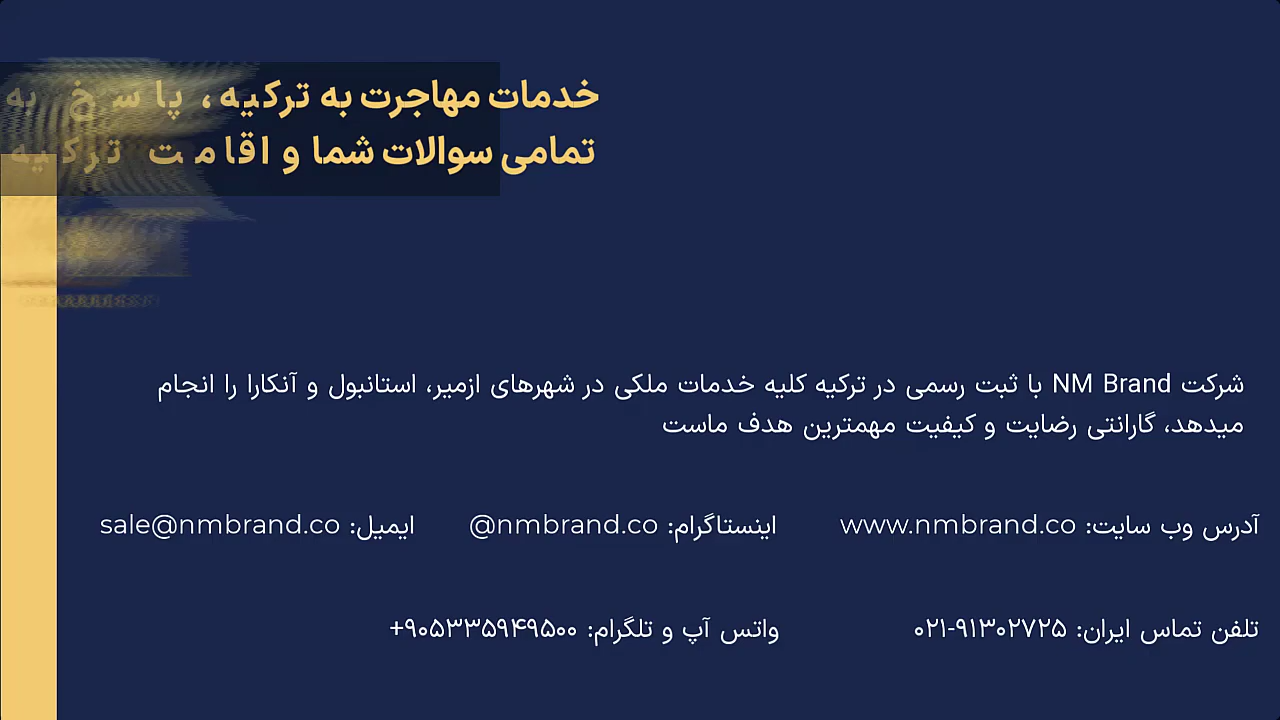 خدمات مهاجرت به ترکیه، پاسخ به
تمامی سوالات شما و اقامت ترکیه
شرکت NM Brand با ثبت رسمی در ترکیه کلیه خدمات ملکی در شهرهای ازمیر، استانبول و آنکارا را انجام
میدهد، گارانتی رضایت و کیفیت مهمترین هدف ماست
آدرس وب سایت: www.nmbrand.co اینستاگرام: @nmbrand.co ایمیل: sale@nmbrand.co
تلفن تماس ایران: ۰۲۱-۹۱۳۰۲۷۲۵ واتس آپ و تلگرام: +۹۰۵۳۳۵۹۴۹۵۰۰